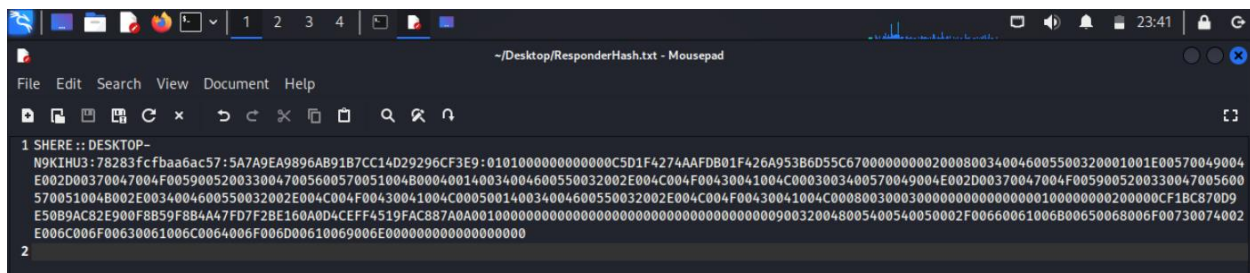 1 2 3 4 23:41
~/Desktop/ResponderHash.txt - Mousepad
File Edit Search View Document Help
1 SHERE::DESKTOP-
N9KIHU3:78283fcfbaa6ac57:5A7A9EA9896AB91B7CC14D29296CF3E9:0101000000000000C5D1F4274AAFDB01F426A953B6D55C670000000002000800340046005500320001001E00570049004
E002D00370047004F0059005200330047005600570051004B000400140034004600550032002E004C004F00430041004C0003003400570049004E002D00370047004F0059005200330047005600
570051004B002E0034004600550032002E004C004F00430041004C000500140034004600550032002E004C004F00430041004C000800300030000000000000000100000000200000CF1BC870D9
E50B9AC82E900F8B59F8B4A47FD7F2BE160A0D4CEFF4519FAC887A0A001000000000000000000000000000000000000900320048005400540050002F00660061006B00650068006F00730074002
E006C006F00630061006C0064006F006D00610069006E000000000000000000
2